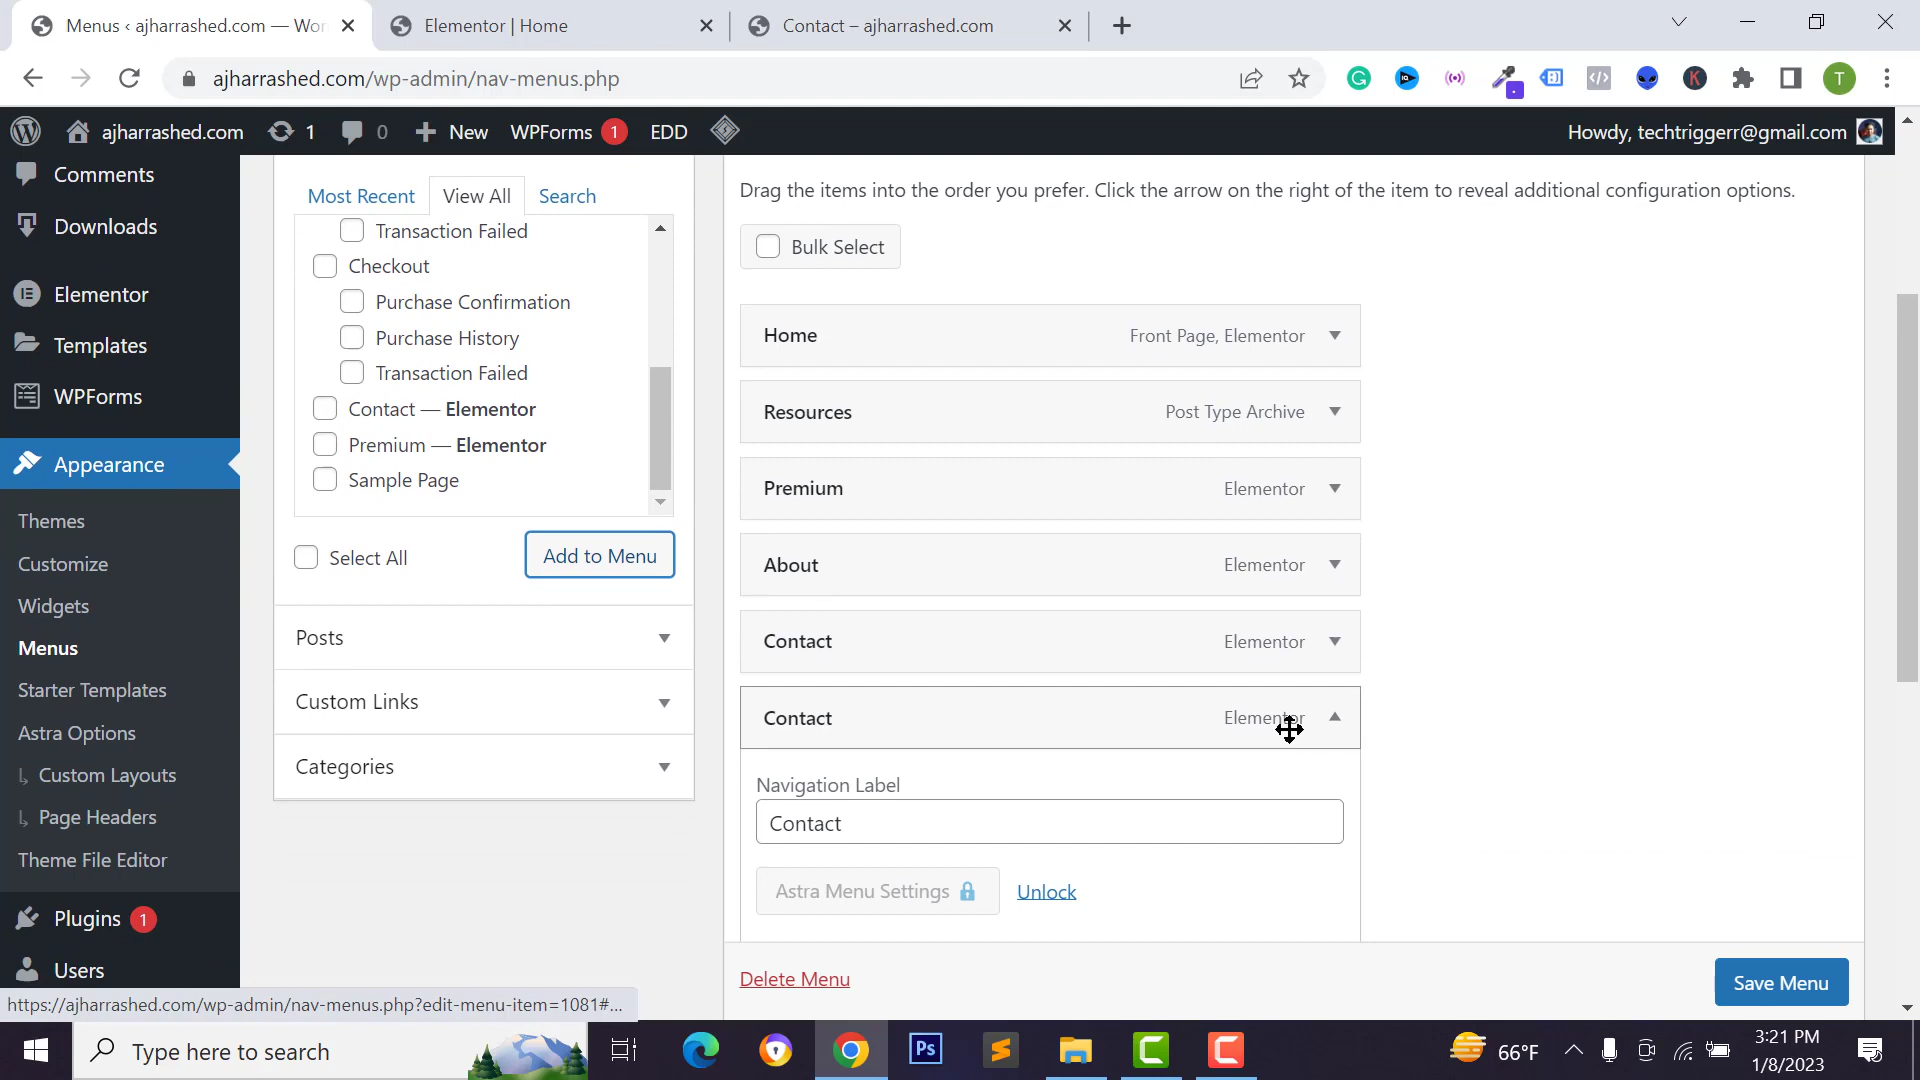 Menus ‹ ajharrashed.com — Wor
Elementor | Home
Contact – ajharrashed.com
ajharrashed.com/wp-admin/nav-menus.php
T
ajharrashed.com
1
0
New
WPForms 1
EDD
Howdy, techtriggerr@gmail.com
Comments
Downloads
Elementor
Templates
WPForms
Appearance
Themes
Customize
Widgets
Menus
Starter Templates
Astra Options
Custom Layouts
Page Headers
Theme File Editor
Plugins 1
Users
Most Recent
View All
Search
Transaction Failed
Checkout
Purchase Confirmation
Purchase History
Transaction Failed
Contact — Elementor
Premium — Elementor
Sample Page
Select All
Add to Menu
Posts
Custom Links
Categories
Drag the items into the order you prefer. Click the arrow on the right of the item to reveal additional configuration options.
Bulk Select
Home Front Page, Elementor
Resources Post Type Archive
Premium Elementor
About Elementor
Contact Elementor
Contact Elementor
Navigation Label
Contact
Astra Menu Settings
Unlock
Delete Menu
Save Menu
https://ajharrashed.com/wp-admin/nav-menus.php?edit-menu-item=1081#...
Type here to search
Ps
66°F
3:21 PM
1/8/2023